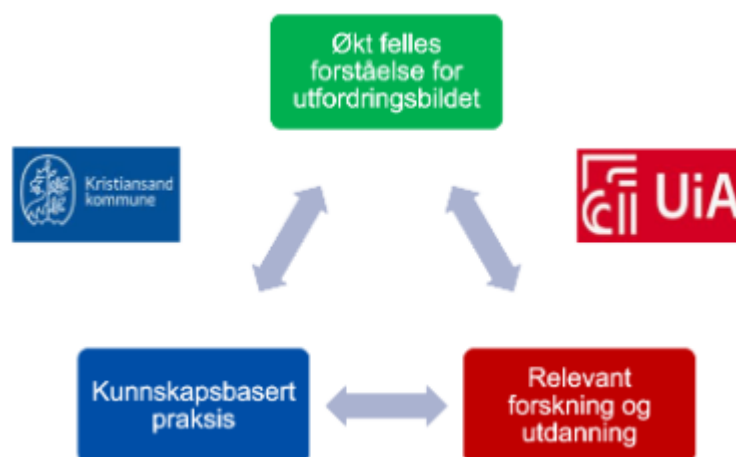 Økt felles
forståelse for
utfordringsbildet
Kristiansand
kommune
UiA
Kunnskapsbasert
praksis
Relevant
forskning og
utdanning